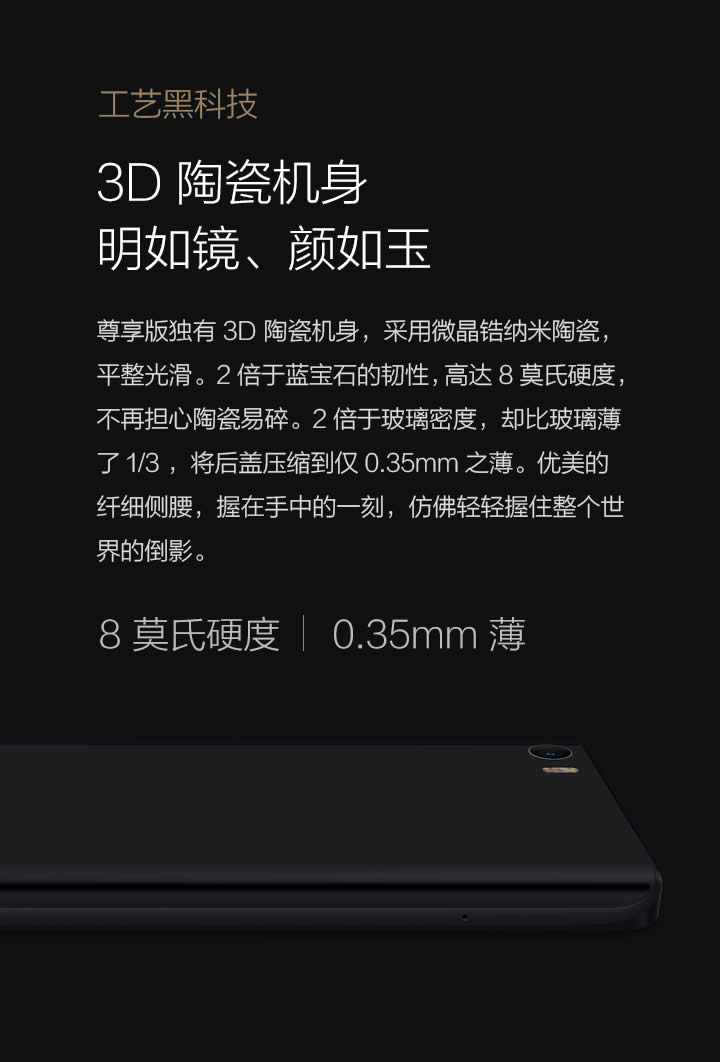 工艺黑科技
3D 陶瓷机身
明如镜、颜如玉
尊享版独有 3D 陶瓷机身，采用微晶锆纳米陶瓷，
平整光滑。2 倍于蓝宝石的韧性，高达 8 莫氏硬度，
不再担心陶瓷易碎。2 倍于玻璃密度，却比玻璃薄
了 1/3 ，将后盖压缩到仅 0.35mm 之薄。优美的
纤细侧腰，握在手中的一刻，仿佛轻轻握住整个世
界的倒影。
8 莫氏硬度 | 0.35mm 薄